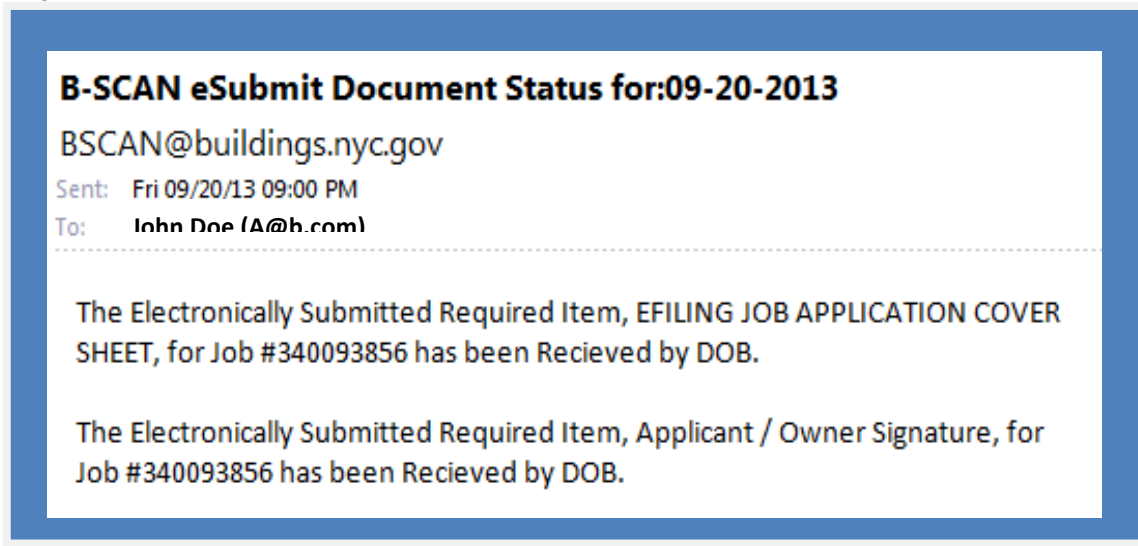 B-SCAN eSubmit Document Status for:09-20-2013
BSCAN@buildings.nyc.gov
Sent: Fri 09/20/13 09:00 PM
To: John Doe (A@b.com)
The Electronically Submitted Required Item, EFILING JOB APPLICATION COVER
SHEET, for Job #340093856 has been Recieved by DOB.
The Electronically Submitted Required Item, Applicant / Owner Signature, for
Job #340093856 has been Recieved by DOB.